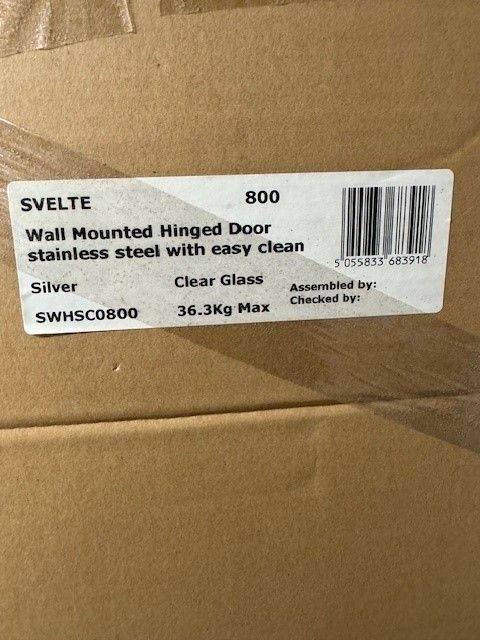 SVELTE 800
Wall Mounted Hinged Door
stainless steel with easy clean
5 055833 683918
Silver Clear Glass Assembled by:
SWHSC0800 36.3Kg Max Checked by: